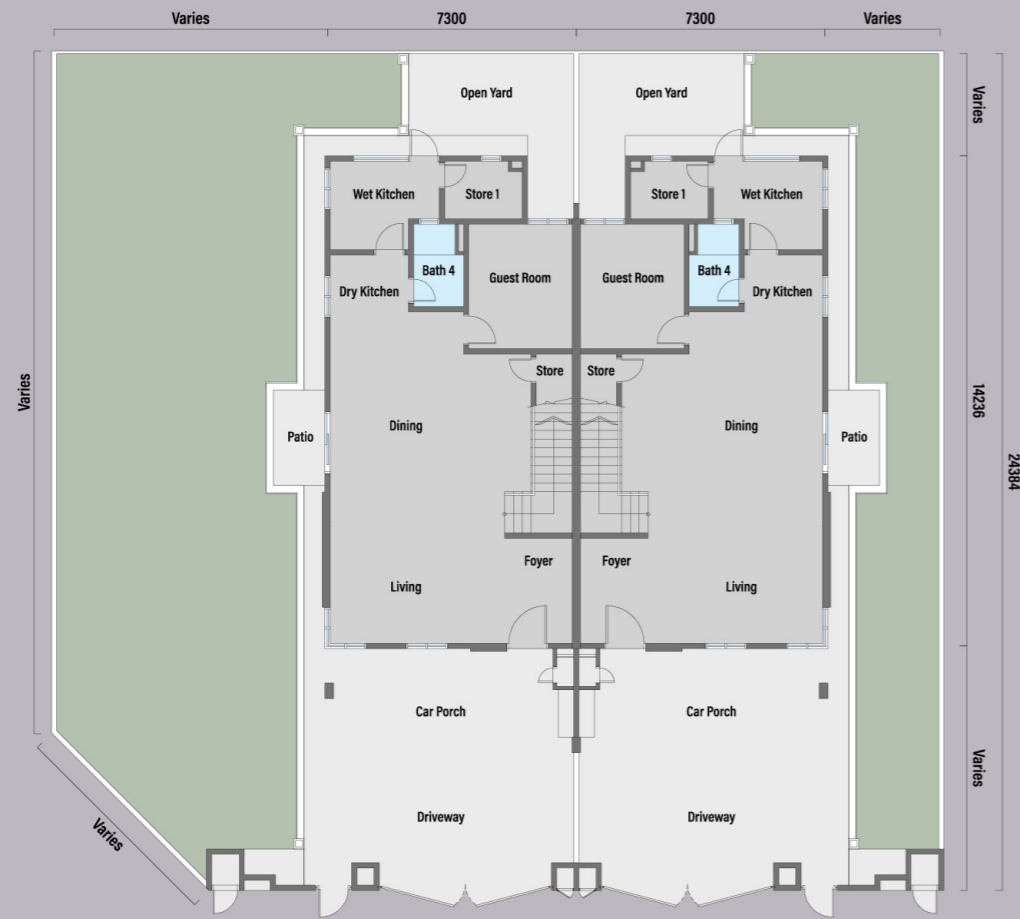 Varies 7300 7300 Varies
Open Yard Open Yard
Varies
Wet Kitchen Store 1 Store 1 Wet Kitchen
Bath 4 Bath 4
Guest Room Guest Room
Dry Kitchen Dry Kitchen
Store Store
Varies
14236
Dining Dining
Patio Patio
24384
Foyer Foyer
Living Living
Car Porch Car Porch
Varies
Driveway Driveway
Varies